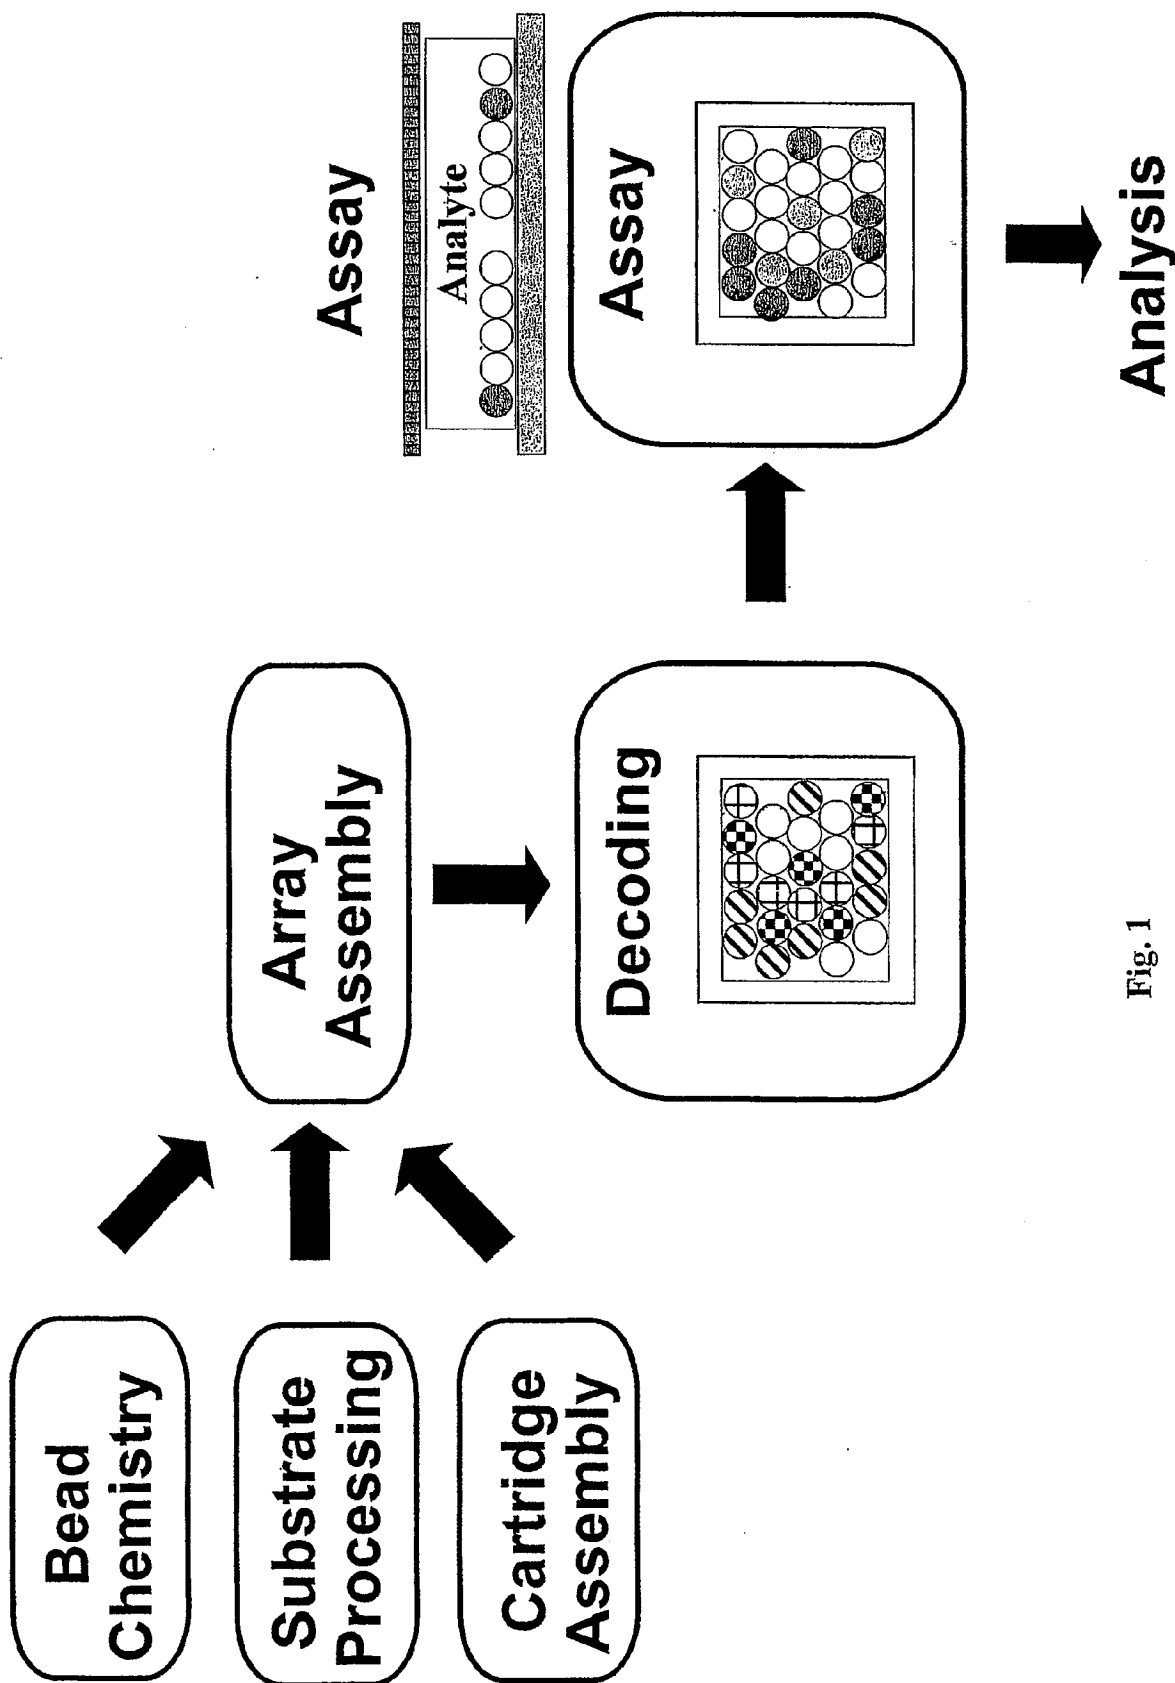 Bead
Chemistry
Substrate
Processing
Cartridge
Assembly
Array
Assembly
Decoding
Assay
Analyte
Assay
Analysis
Fig. 1